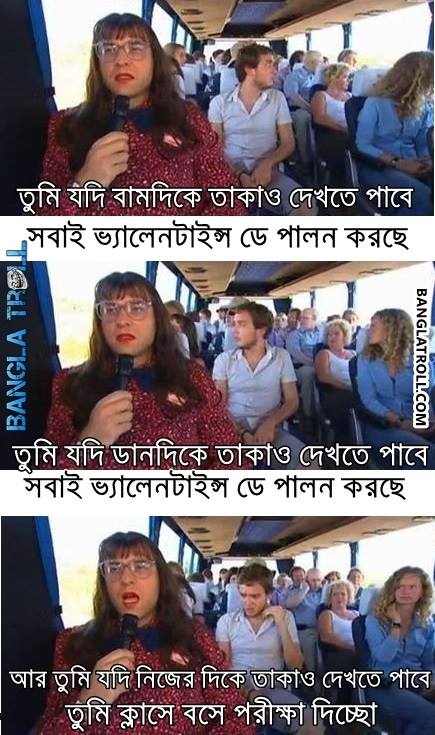 তুমি যদি বামদিকে তাকাও দেখতে পাবে
সবাই ভ্যালেনটাইন্স ডে পালন করছে
BANGLA TROLL
BANGLATROLL.COM
তুমি যদি ডানদিকে তাকাও দেখতে পাবে
সবাই ভ্যালেনটাইন্স ডে পালন করছে
আর তুমি যদি নিজের দিকে তাকাও দেখতে পাবে
তুমি ক্লাসে বসে পরীক্ষা দিচ্ছো